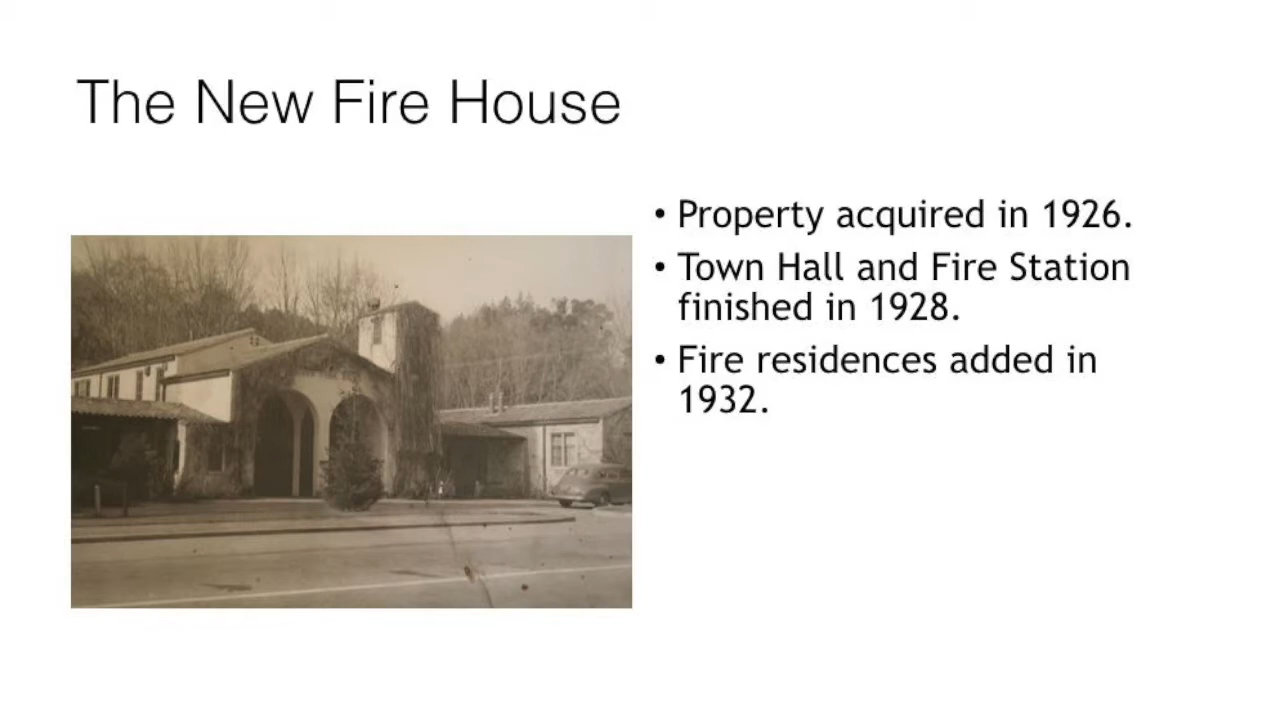 The New Fire House
• Property acquired in 1926.
• Town Hall and Fire Station
finished in 1928.
• Fire residences added in
1932.